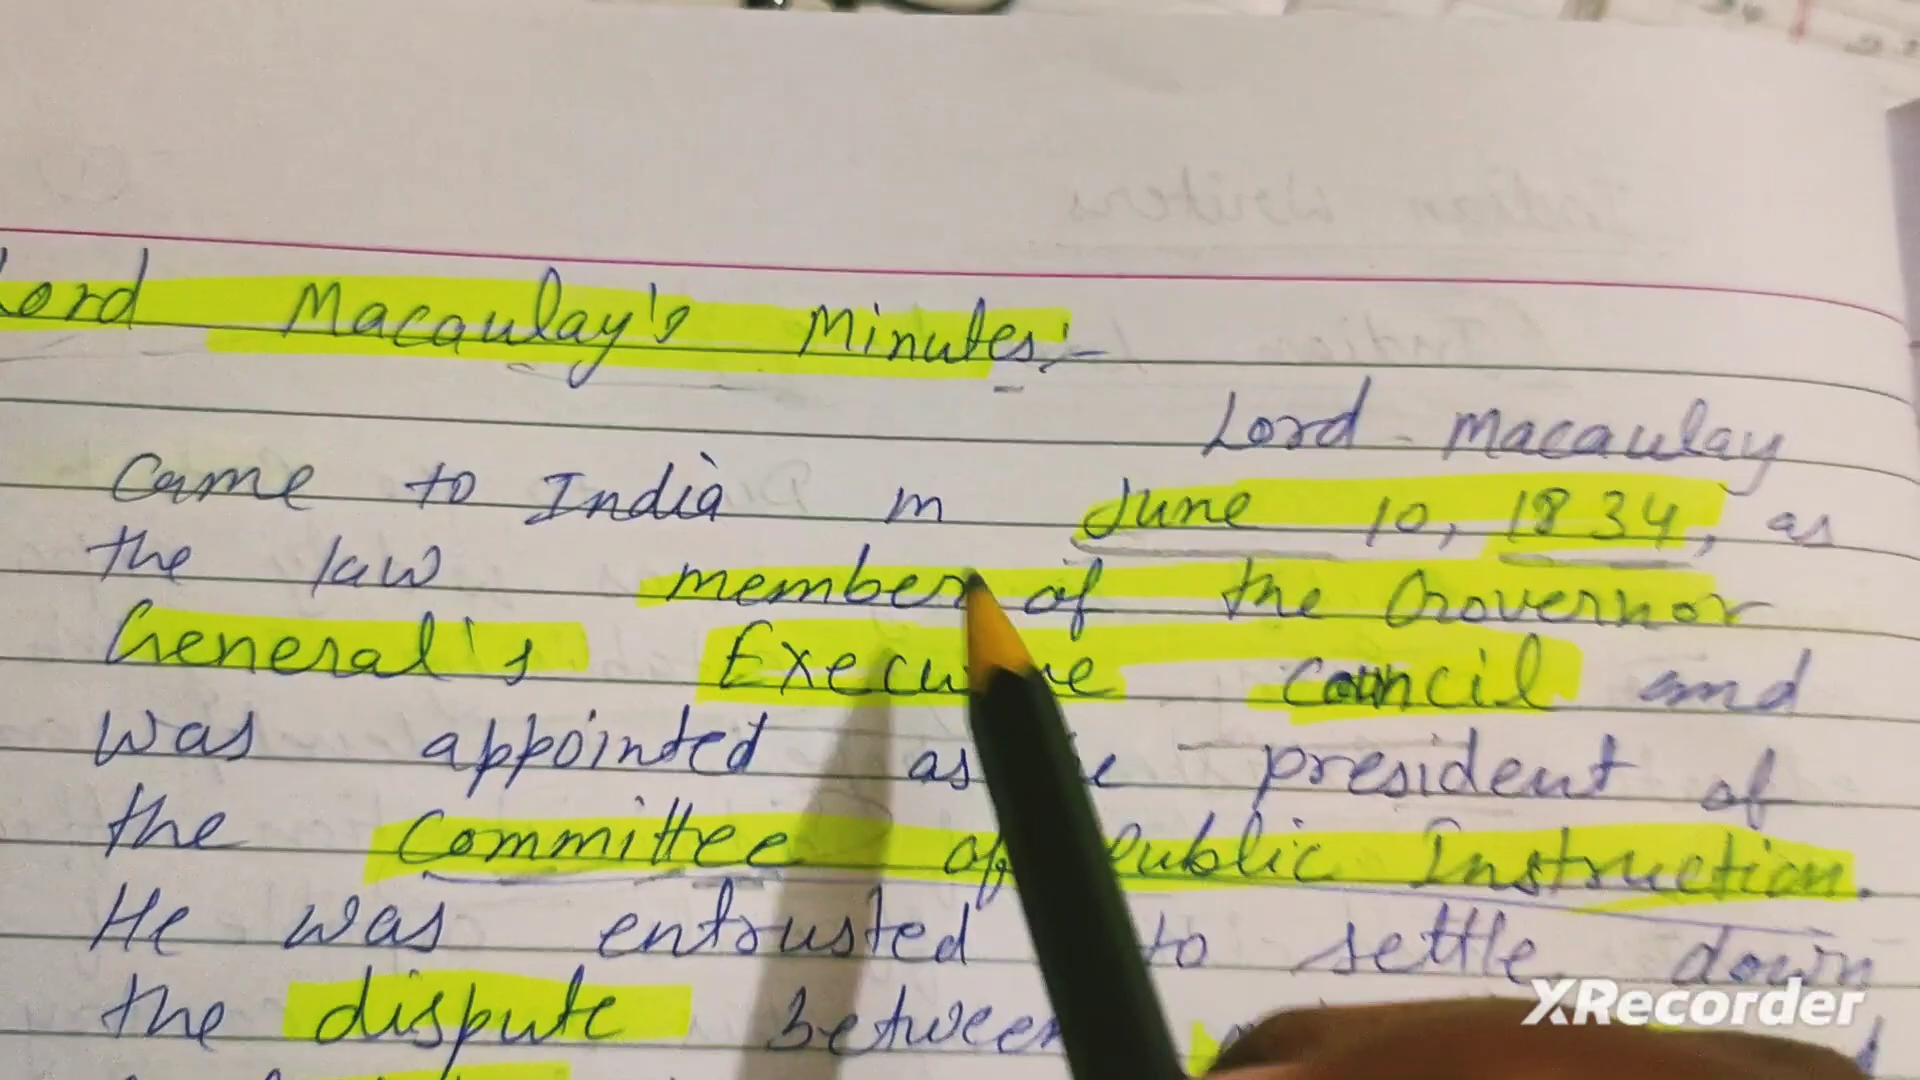 Lord Macaulay's Minutes:-
Lord Macaulay
Came to India in June 10, 1834, as
the law member of the Governor
General's Executive Council and
was appointed as president of
the Committee of Public Instruction.
He was entrusted to settle down
the dispute between
XRecorder